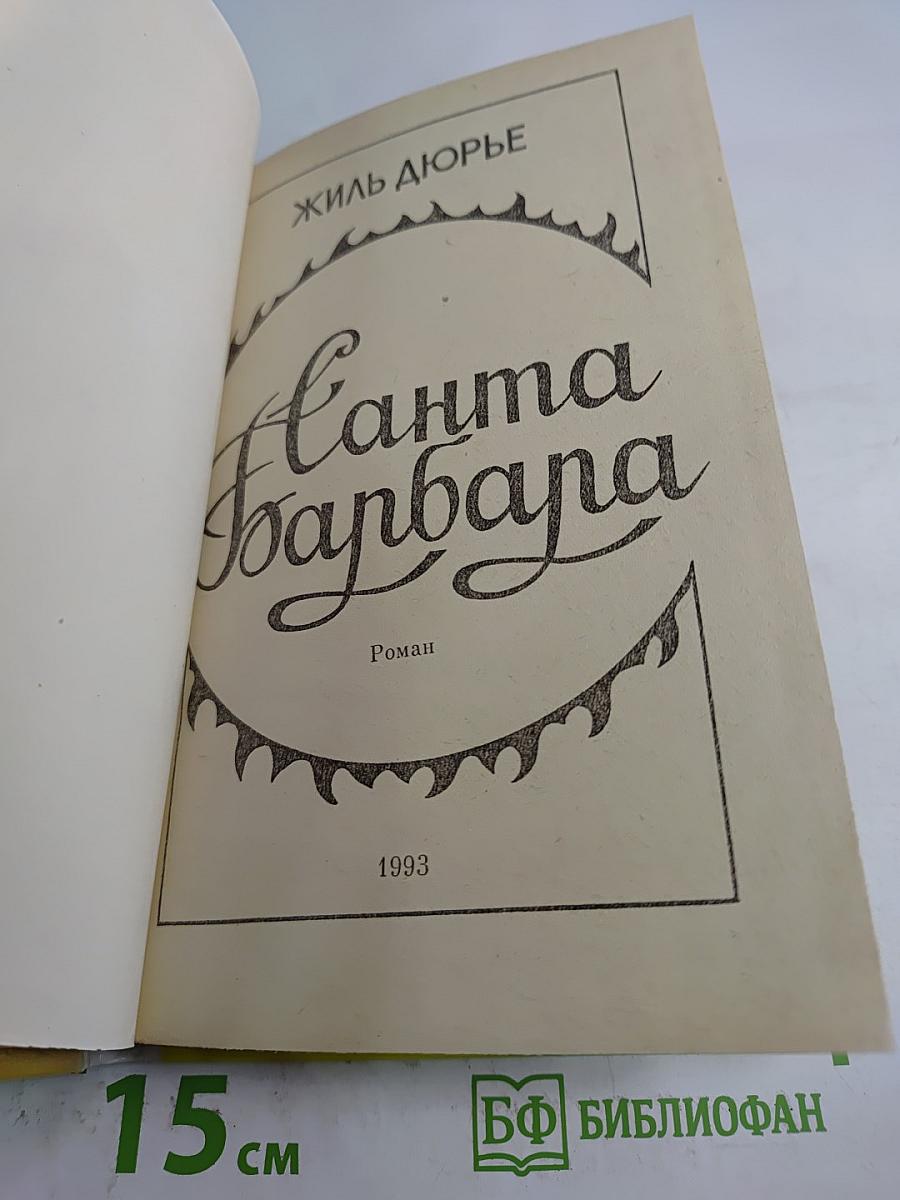 ЖИЛЬ ДЮРЬЕ
Санта
Барбара
Роман
1993
15 см
БФ БИБЛИОФАН